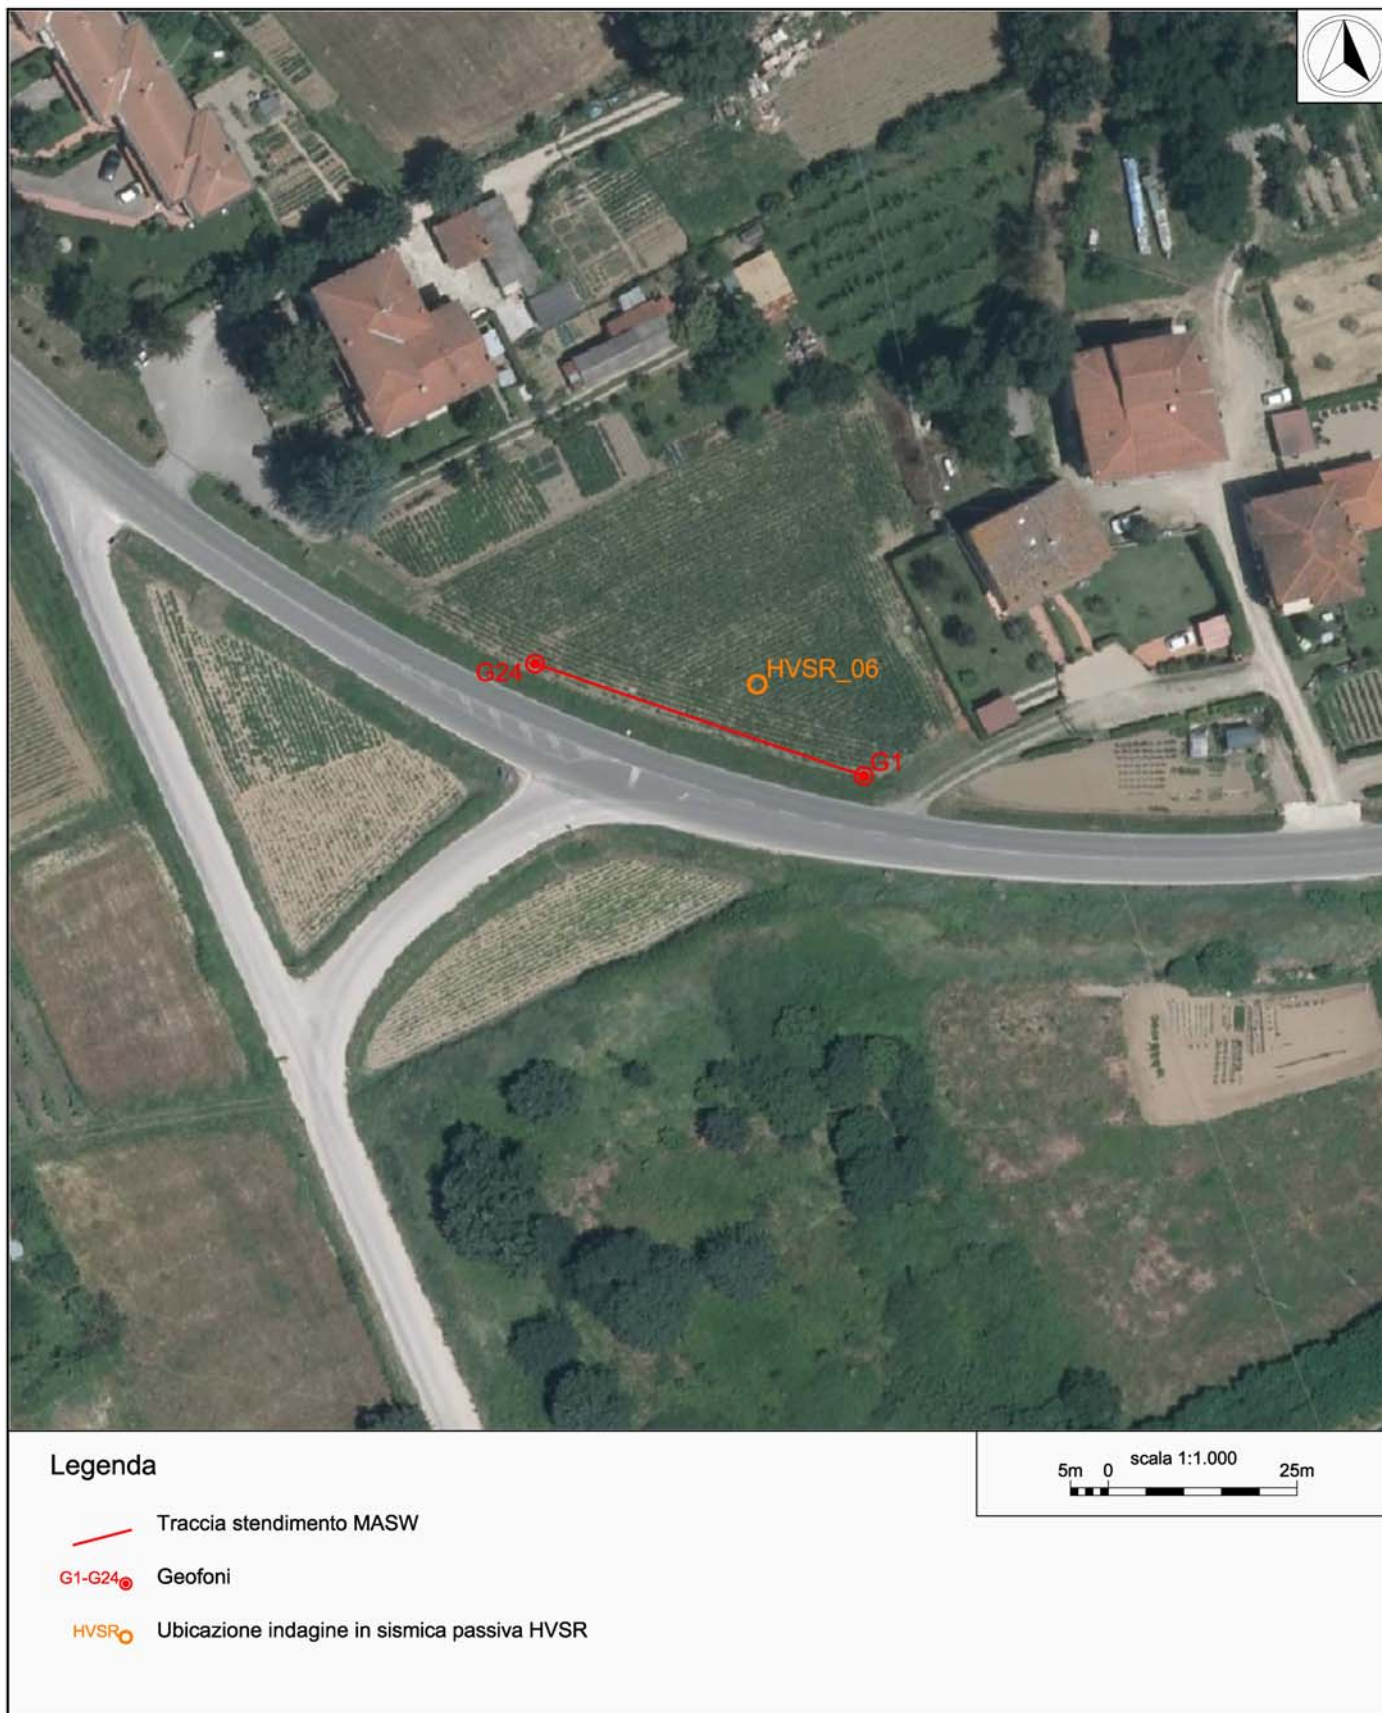 HVSR_06
G24
G1
Legenda
scala 1:1.000
5m 0 25m
Traccia stendimento MASW
G1-G24 Geofoni
HVSR Ubicazione indagine in sismica passiva HVSR